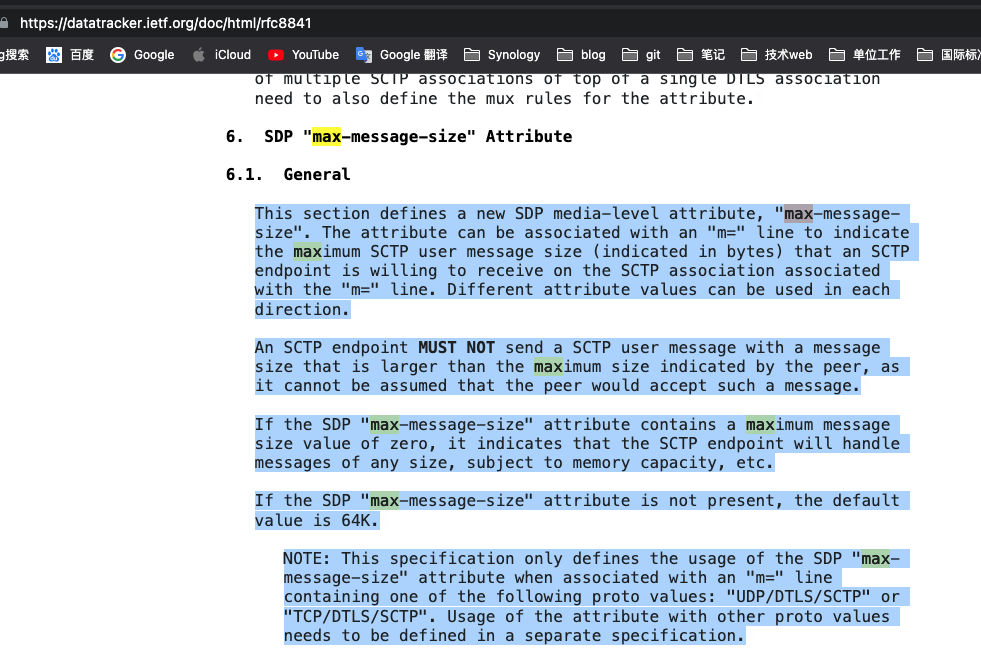 https://datatracker.ietf.org/doc/html/rfc8841
g搜索 百度 Google iCloud YouTube Google 翻译 Synology blog git 笔记 技术web 单位工作 国际标
of multiple SCTP associations of top of a single DTLS association
need to also define the mux rules for the attribute.
6. SDP "max-message-size" Attribute
6.1. General
This section defines a new SDP media-level attribute, "max-message-
size". The attribute can be associated with an "m=" line to indicate
the maximum SCTP user message size (indicated in bytes) that an SCTP
endpoint is willing to receive on the SCTP association associated
with the "m=" line. Different attribute values can be used in each
direction.
An SCTP endpoint MUST NOT send a SCTP user message with a message
size that is larger than the maximum size indicated by the peer, as
it cannot be assumed that the peer would accept such a message.
If the SDP "max-message-size" attribute contains a maximum message
size value of zero, it indicates that the SCTP endpoint will handle
messages of any size, subject to memory capacity, etc.
If the SDP "max-message-size" attribute is not present, the default
value is 64K.
NOTE: This specification only defines the usage of the SDP "max-
message-size" attribute when associated with an "m=" line
containing one of the following proto values: "UDP/DTLS/SCTP" or
"TCP/DTLS/SCTP". Usage of the attribute with other proto values
needs to be defined in a separate specification.